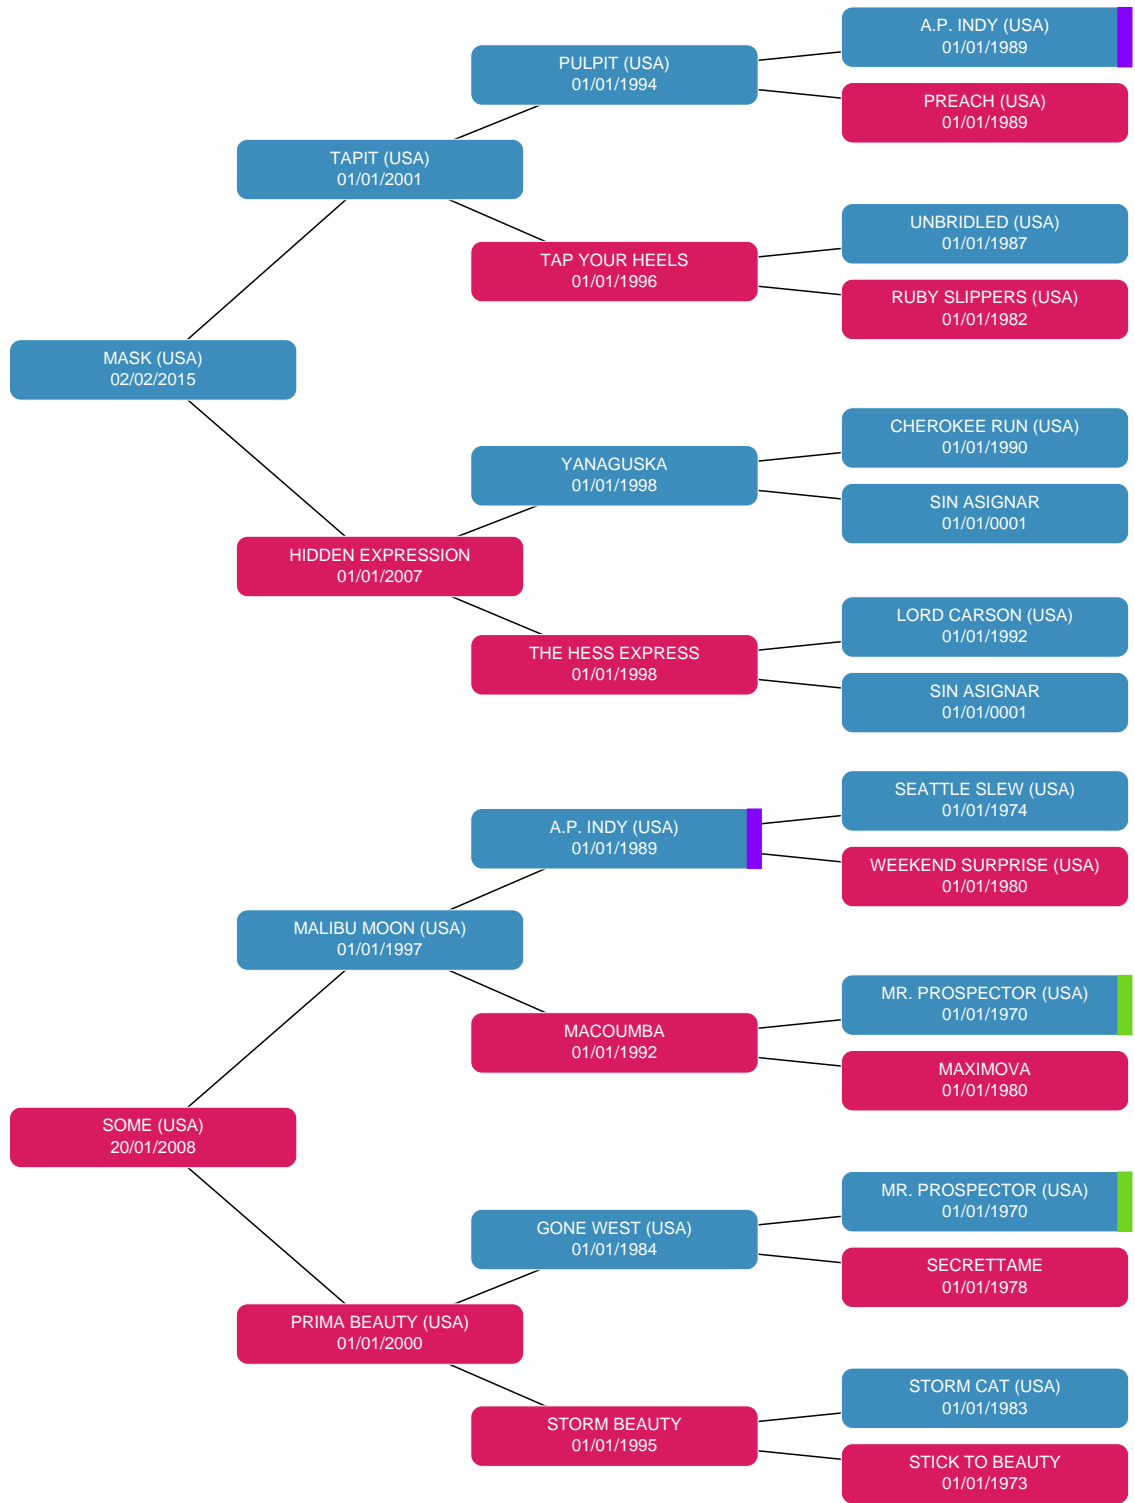 A.P. INDY (USA)
01/01/1989
PULPIT (USA)
01/01/1994
PREACH (USA)
01/01/1989
TAPIT (USA)
01/01/2001
UNBRIDLED (USA)
01/01/1987
TAP YOUR HEELS
01/01/1996
RUBY SLIPPERS (USA)
01/01/1982
MASK (USA)
02/02/2015
CHEROKEE RUN (USA)
01/01/1990
YANAGUSKA
01/01/1998
SIN ASIGNAR
01/01/0001
HIDDEN EXPRESSION
01/01/2007
LORD CARSON (USA)
01/01/1992
THE HESS EXPRESS
01/01/1998
SIN ASIGNAR
01/01/0001
SEATTLE SLEW (USA)
01/01/1974
A.P. INDY (USA)
01/01/1989
WEEKEND SURPRISE (USA)
01/01/1980
MALIBU MOON (USA)
01/01/1997
MR. PROSPECTOR (USA)
01/01/1970
MACOUMBA
01/01/1992
MAXIMOVA
01/01/1980
SOME (USA)
20/01/2008
MR. PROSPECTOR (USA)
01/01/1970
GONE WEST (USA)
01/01/1984
SECRETTAME
01/01/1978
PRIMA BEAUTY (USA)
01/01/2000
STORM CAT (USA)
01/01/1983
STORM BEAUTY
01/01/1995
STICK TO BEAUTY
01/01/1973